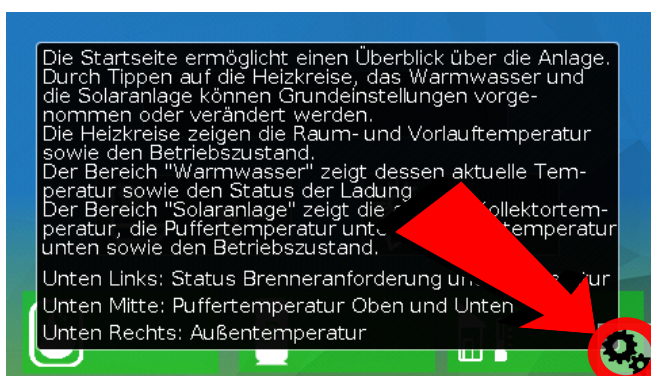 Die Startseite ermöglicht einen Überblick über die Anlage.
Durch Tippen auf die Heizkreise, das Warmwasser und
die Solaranlage können Grundeinstellungen vorge-
nommen oder verändert werden.
Die Heizkreise zeigen die Raum- und Vorlauftemperatur
sowie den Betriebszustand.
Der Bereich "Warmwasser" zeigt dessen aktuelle Tem-
peratur sowie den Status der Ladung
Der Bereich "Solaranlage" zeigt die Kollektortem-
peratur, die Puffertemperatur temperatur
unten sowie den Betriebszustand.
Unten Links: Status Brenneranforderung
Unten Mitte: Puffertemperatur Oben und Unten
Unten Rechts: Außentemperatur